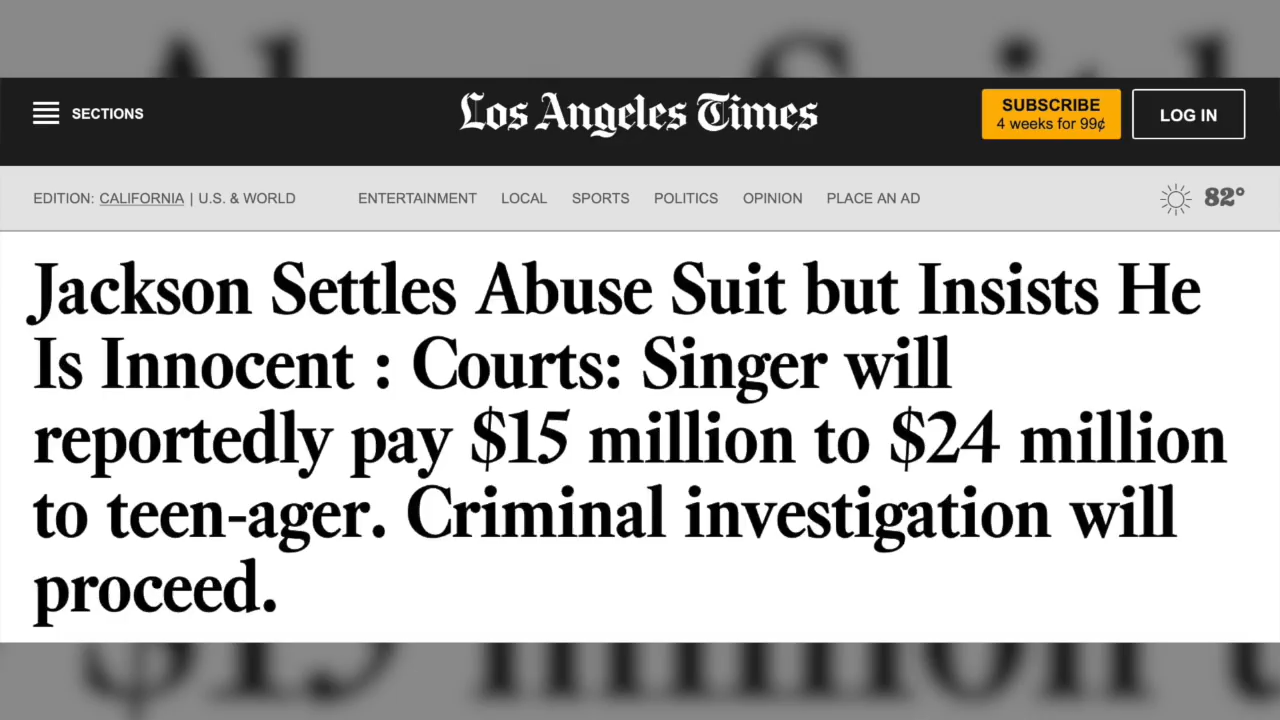 SECTIONS
Los Angeles Times
SUBSCRIBE
4 weeks for 99¢
LOG IN
EDITION: CALIFORNIA | U.S. & WORLD
ENTERTAINMENT LOCAL SPORTS POLITICS OPINION PLACE AN AD
82°
Jackson Settles Abuse Suit but Insists He
Is Innocent : Courts: Singer will
reportedly pay $15 million to $24 million
to teen-ager. Criminal investigation will
proceed.